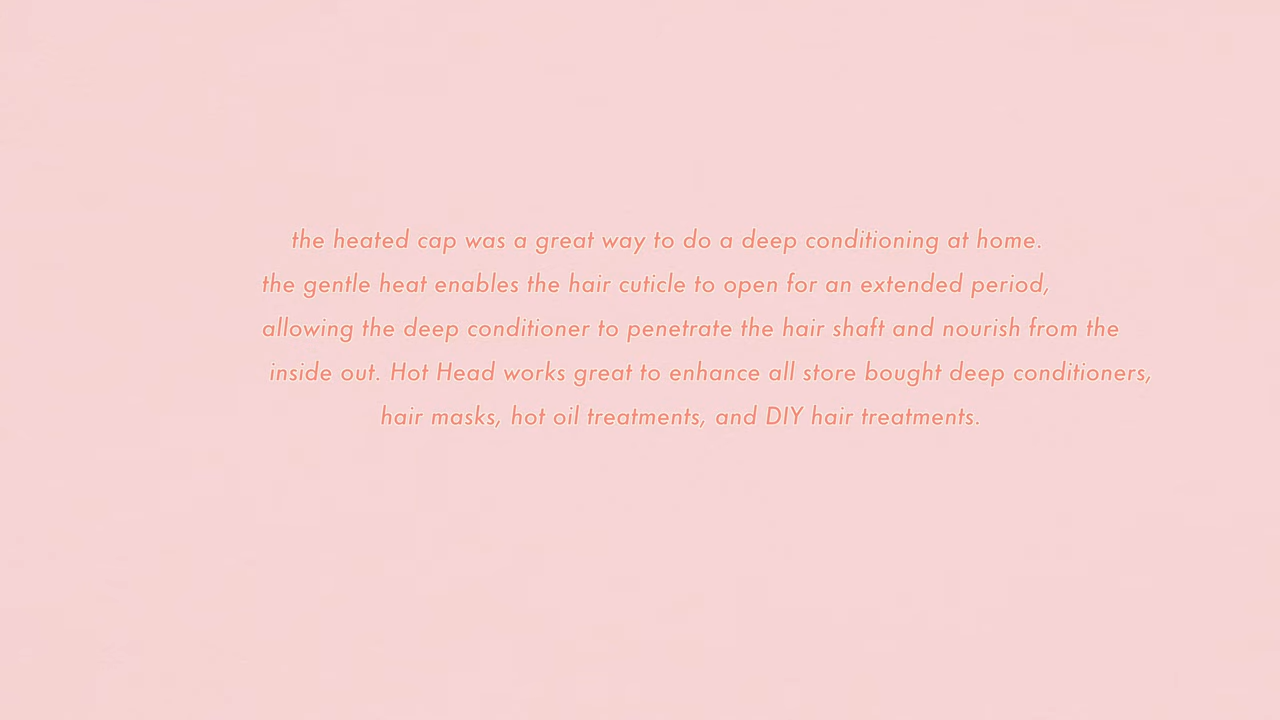 the heated cap was a great way to do a deep conditioning at home.
the gentle heat enables the hair cuticle to open for an extended period,
allowing the deep conditioner to penetrate the hair shaft and nourish from the
inside out. Hot Head works great to enhance all store bought deep conditioners,
hair masks, hot oil treatments, and DIY hair treatments.